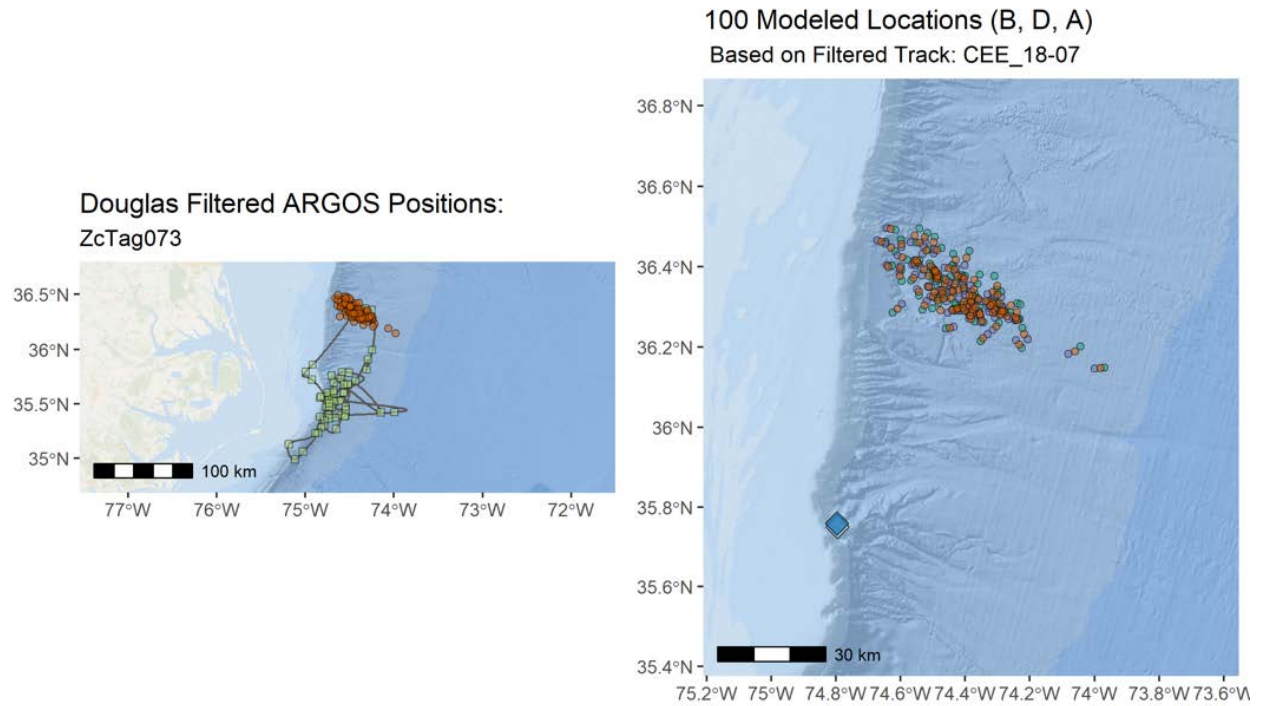 Douglas Filtered ARGOS Positions:
ZcTag073
36.5°N
36°N
35.5°N
35°N
100 km
77°W 76°W 75°W 74°W 73°W 72°W
100 Modeled Locations (B, D, A)
Based on Filtered Track: CEE_18-07
36.8°N
36.6°N
36.4°N
36.2°N
36°N
35.8°N
35.6°N
35.4°N
30 km
75.2°W 75°W 74.8°W 74.6°W 74.4°W 74.2°W 74°W 73.8°W 73.6°W